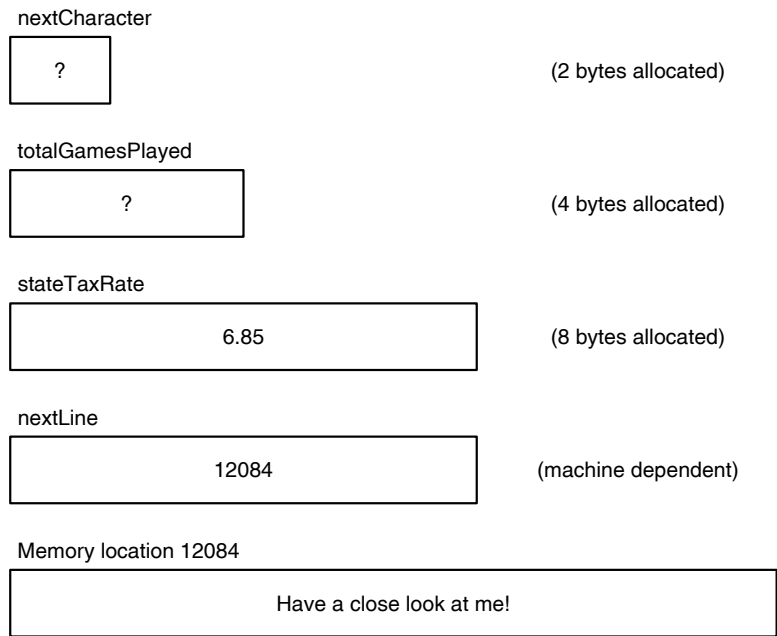 nextCharacter
?
(2 bytes allocated)
totalGamesPlayed
?
(4 bytes allocated)
stateTaxRate
6.85
(8 bytes allocated)
nextLine
12084
(machine dependent)
Memory location 12084
Have a close look at me!